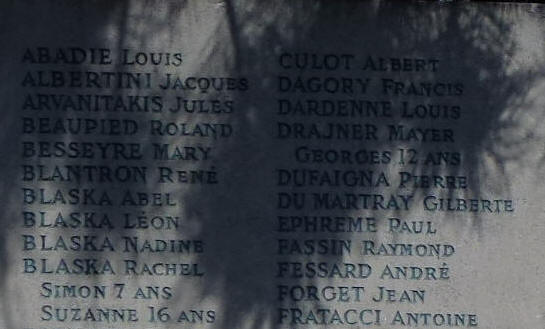 ABADIE LOUIS
ALBERTINI JACQUES
ARVANITAKIS JULES
BEAUPIED ROLAND
BESSEYRE MARY
BLANTRON RENÉ
BLASKA ABEL
BLASKA LÉON
BLASKA NADINE
BLASKA RACHEL
SIMON 7 ANS
SUZANNE 16 ANS
CULOT ALBERT
DAGORY FRANCIS
DARDENNE LOUIS
DRAJNER MAYER
GEORGES 12 ANS
DUFAIGNA PIERRE
DU MARTRAY GILBERTE
EPHREME PAUL
FASSIN RAYMOND
FESSARD ANDRÉ
FORGET JEAN
FRATACCI ANTOINE